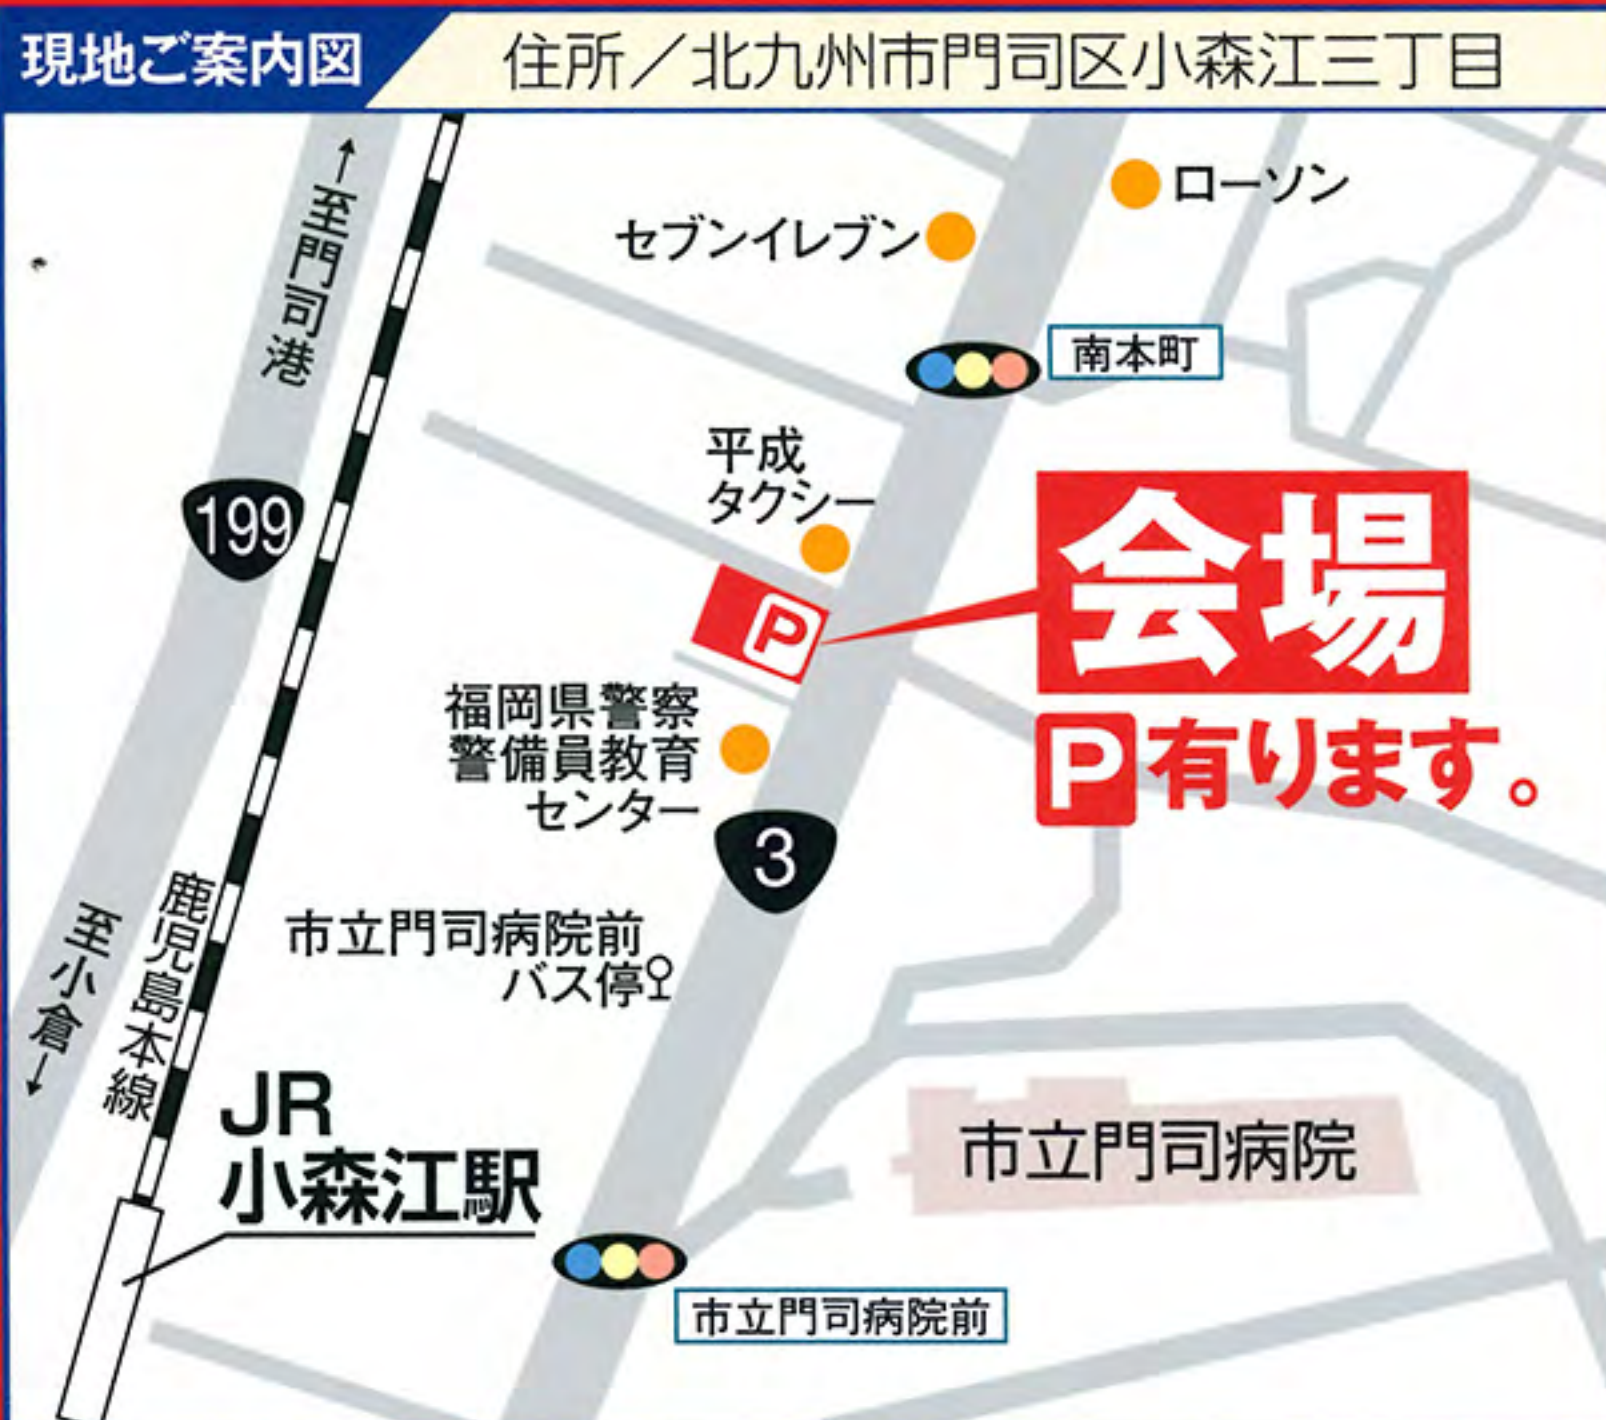 現地ご案内図
住所／北九州市門司区小森江三丁目
←至門司港
ローソン
セブンイレブン
南本町
平成
タクシー
199
会場
P
P有ります。
福岡県警察
警備員教育
センター
3
市立門司病院前
バス停
至小倉→
鹿児島本線
JR
小森江駅
市立門司病院
市立門司病院前